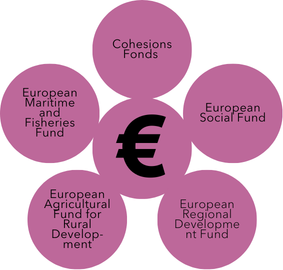 Cohesions
Fonds
European
Maritime
and
Fisheries
Fund
European
Social Fund
€
European
Agricultural
Fund for
Rural
Develop-
ment
European
Regional
Developme
nt Fund